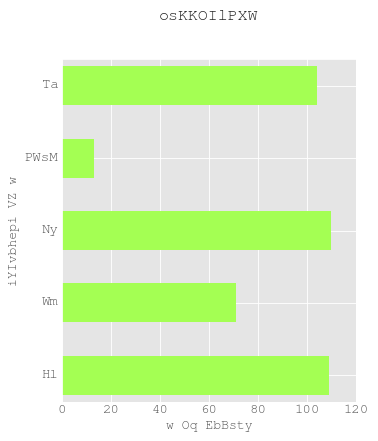 osKKOIlPXW
Ta
PWsM
Ny
Wm
Hl
iYIvbhepi VZ w
0 20 40 60 80 100 120
w Oq EbBsty